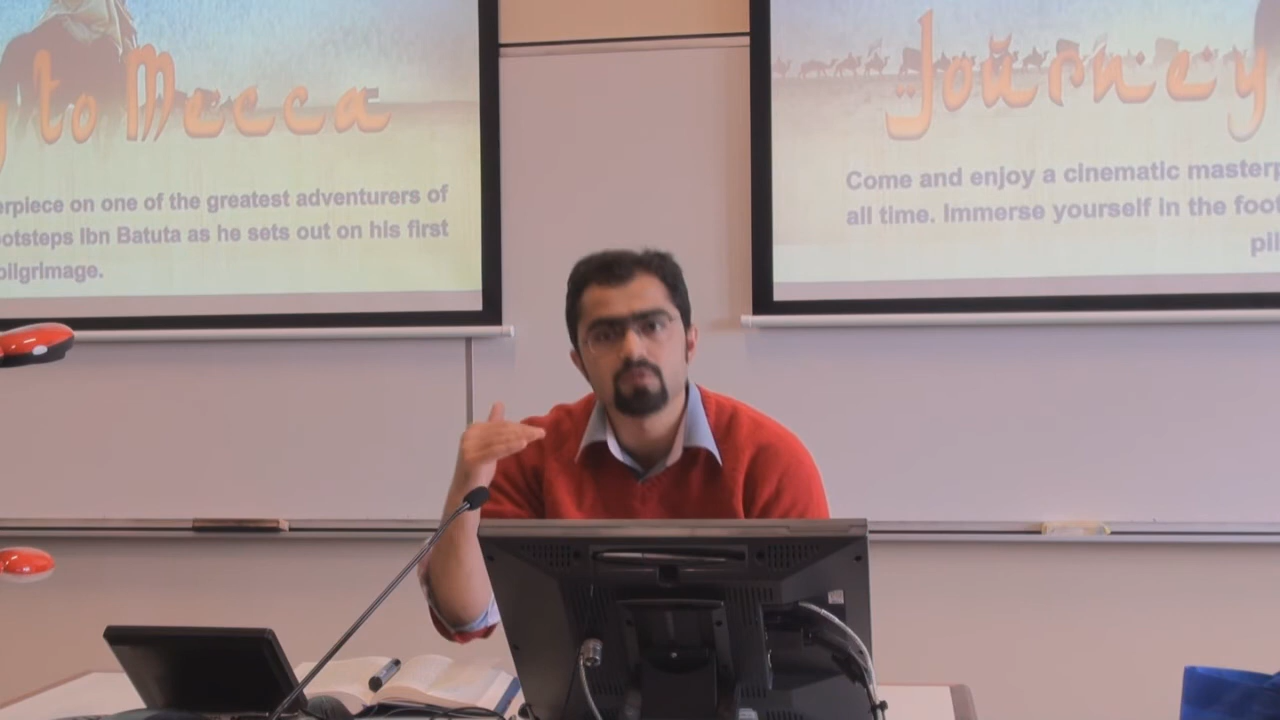 to Mecca
erpiece on one of the greatest adventurers of
ootsteps Ibn Batuta as he sets out on his first
pilgrimage.
Journey
Come and enjoy a cinematic masterp
all time. Immerse yourself in the foot
pil